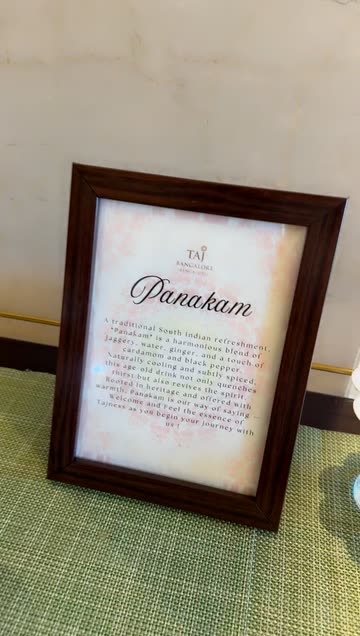 TAJ
BANGALORE
Panakam
A traditional South Indian refreshment,
"Panakam" is a harmonious blend of
jaggery, water, ginger, and a touch of
cardamom and black pepper.
Naturally cooling and subtly spiced,
this age old drink not only quenches
thirst but also revives the spirit.
Rooted in heritage and offered with
warmth, Panakam is our way of saying
Welcome and feel the essence of
Tajness as you begin your journey with
us !